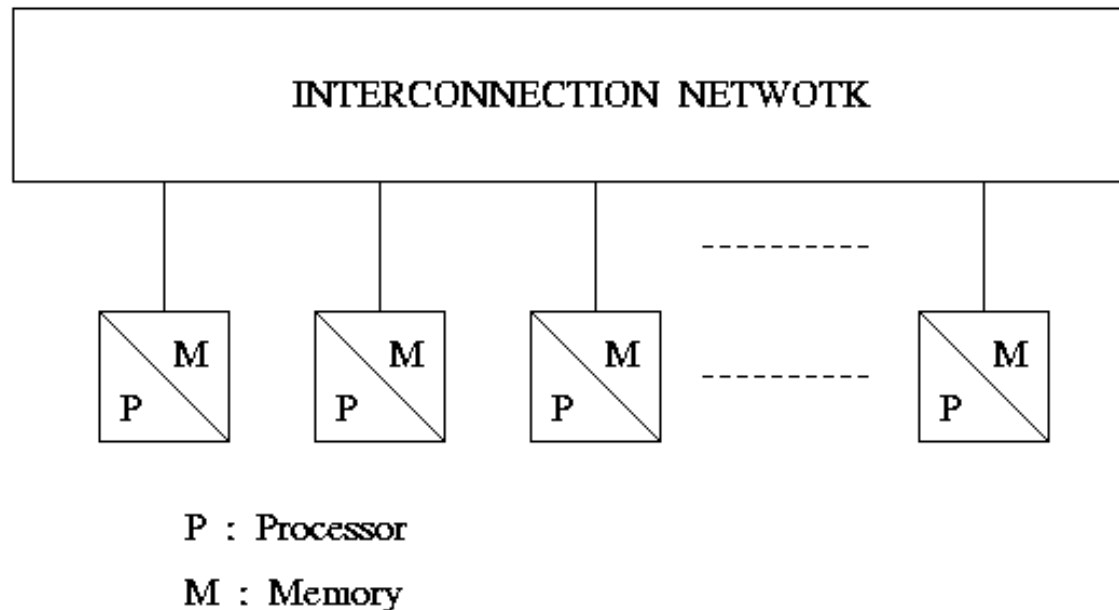 INTERCONNECTION NETWOTK
M M M M
P P P P
P : Processor
M : Memory